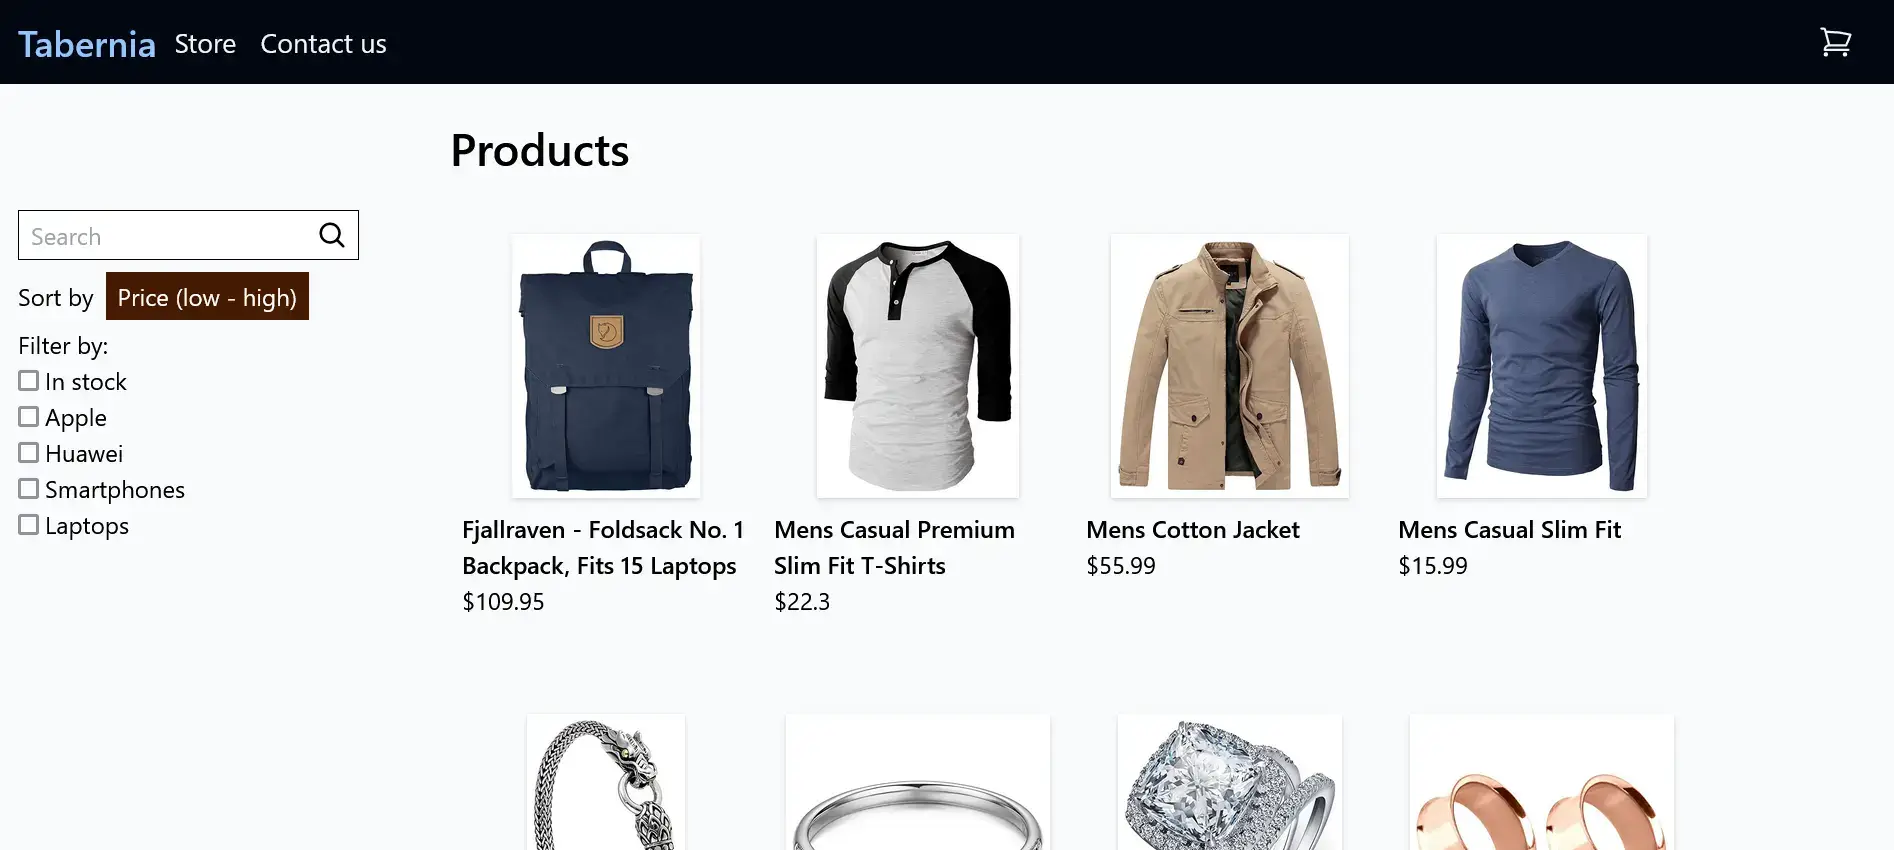 Tabernia Store Contact us
Products
Search
Sort by Price (low - high)
Filter by:
In stock
Apple
Huawei
Smartphones
Laptops
Fjallraven - Foldsack No. 1
Backpack, Fits 15 Laptops
$109.95
Mens Casual Premium
Slim Fit T-Shirts
$22.3
Mens Cotton Jacket
$55.99
Mens Casual Slim Fit
$15.99